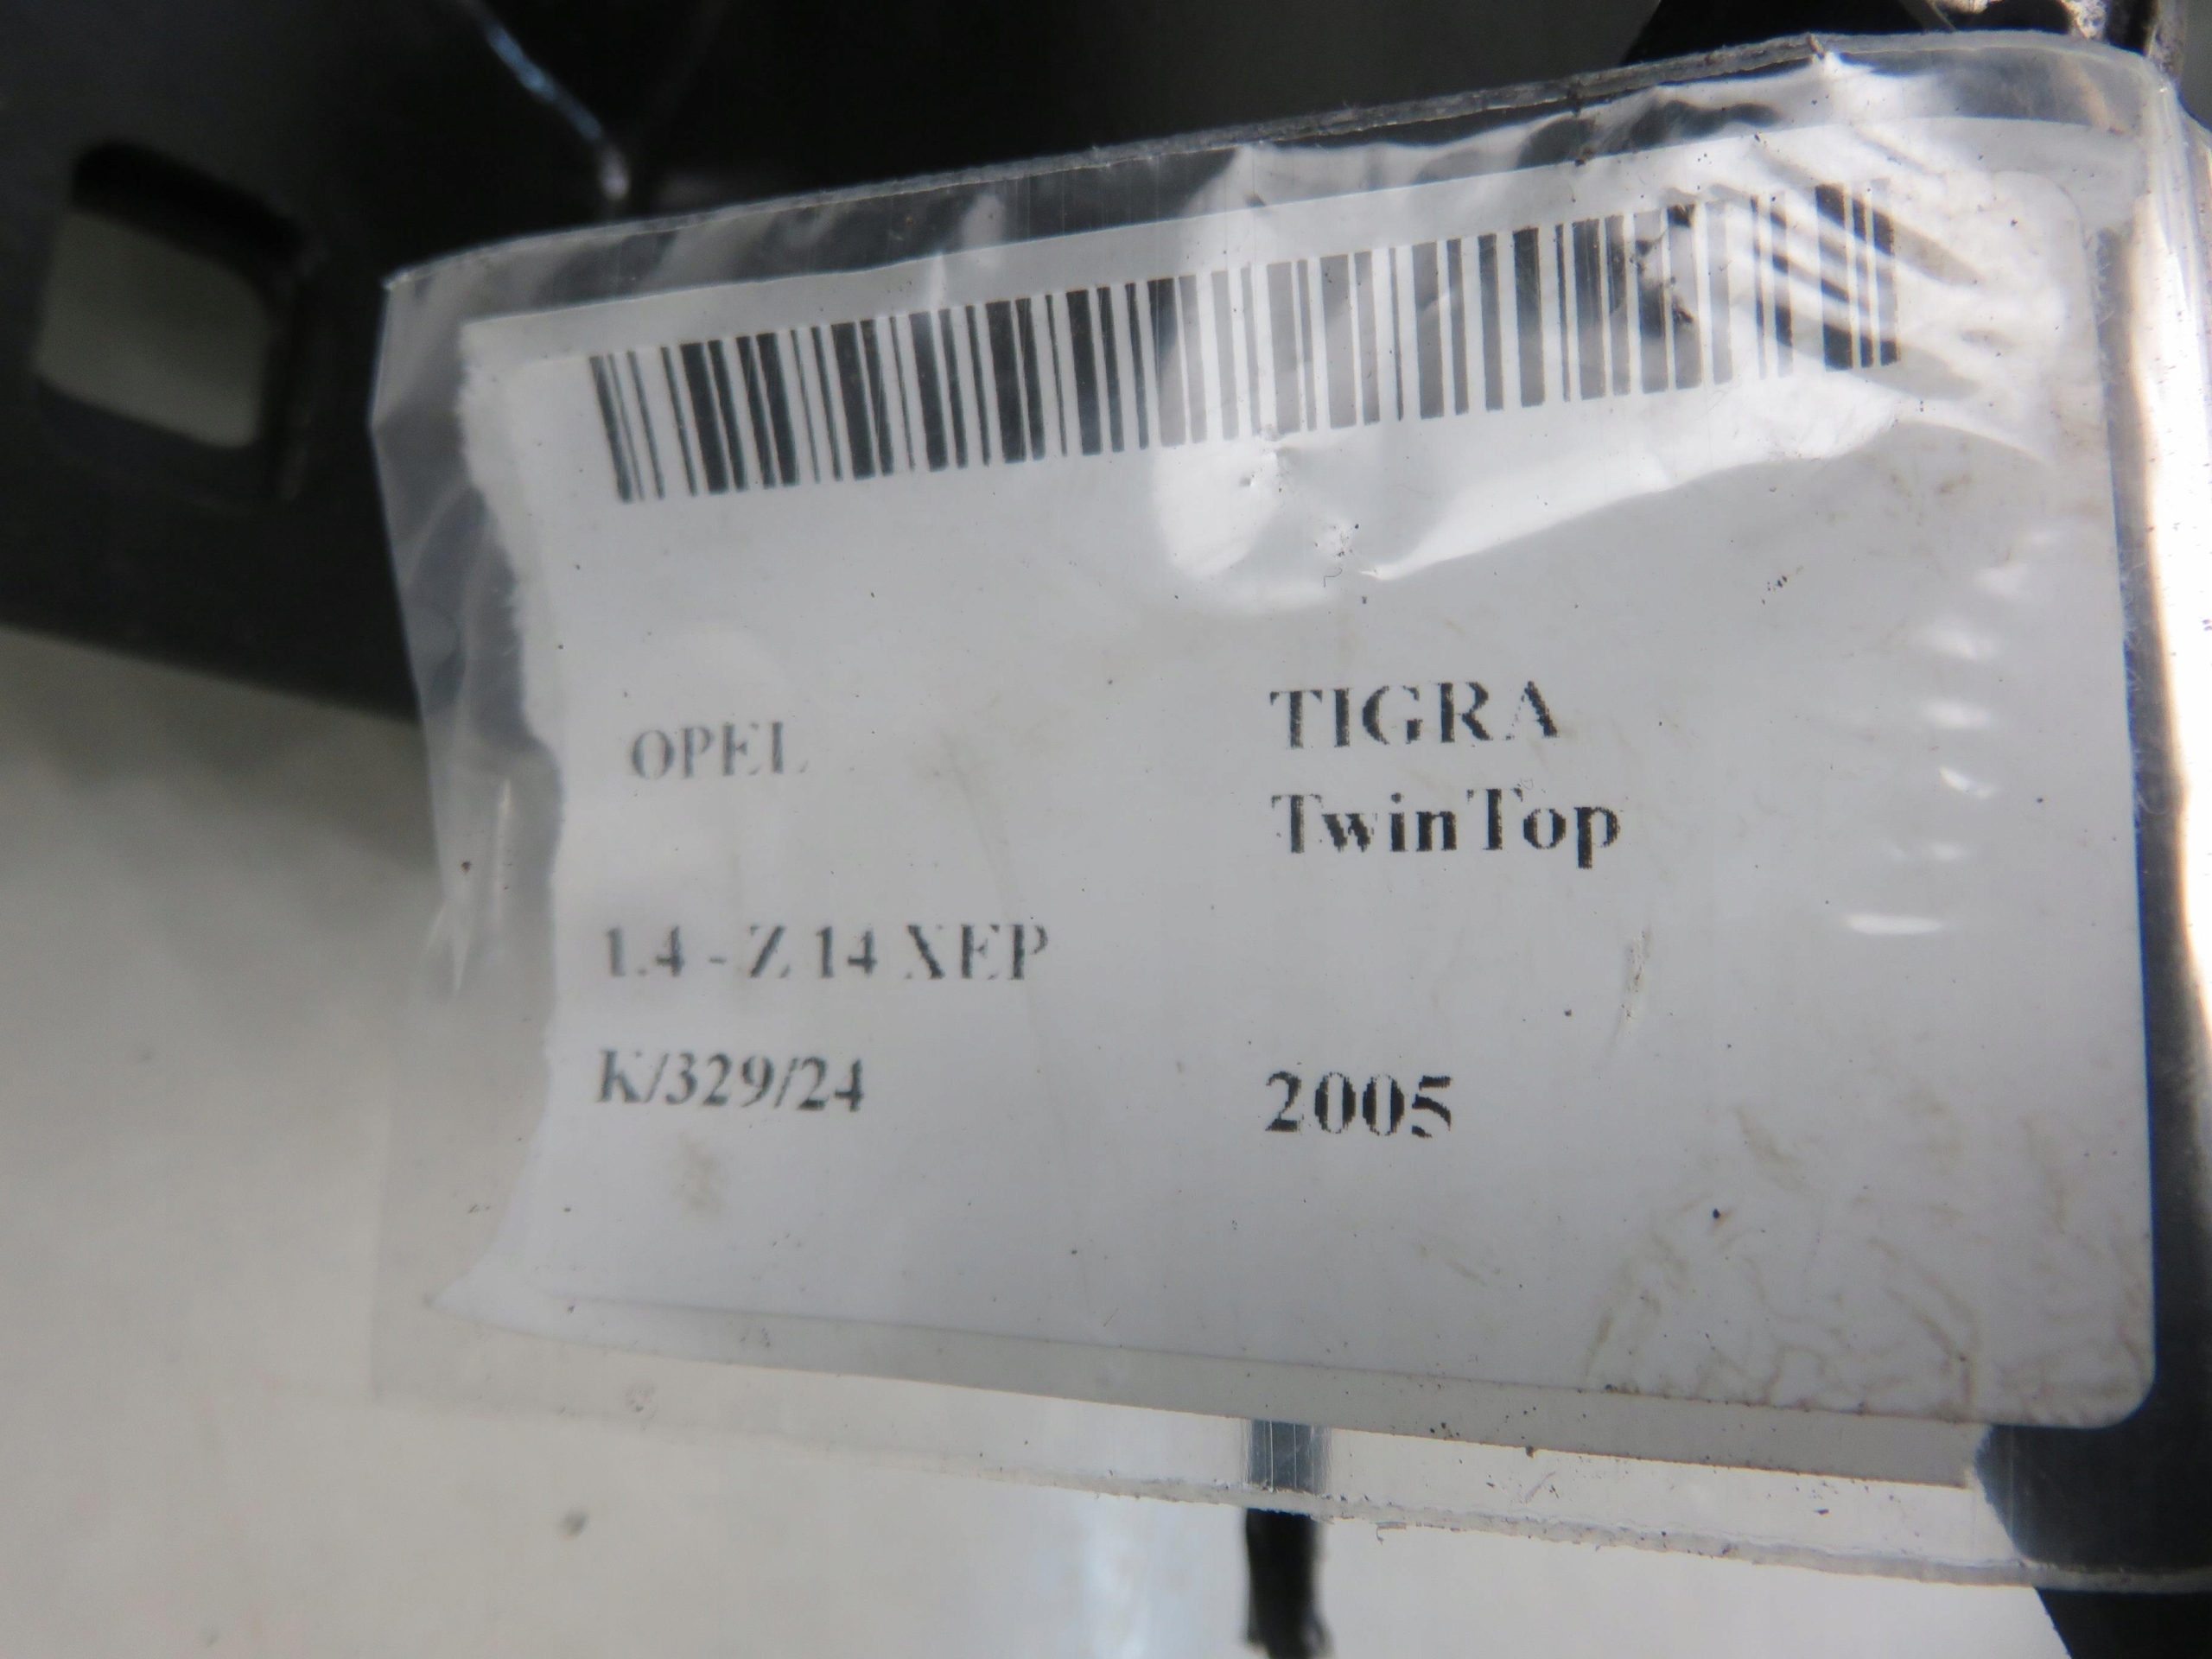 OPEL
TIGRA
TwinTop
1.4 - Z 14 XEP
K/329/24
2005